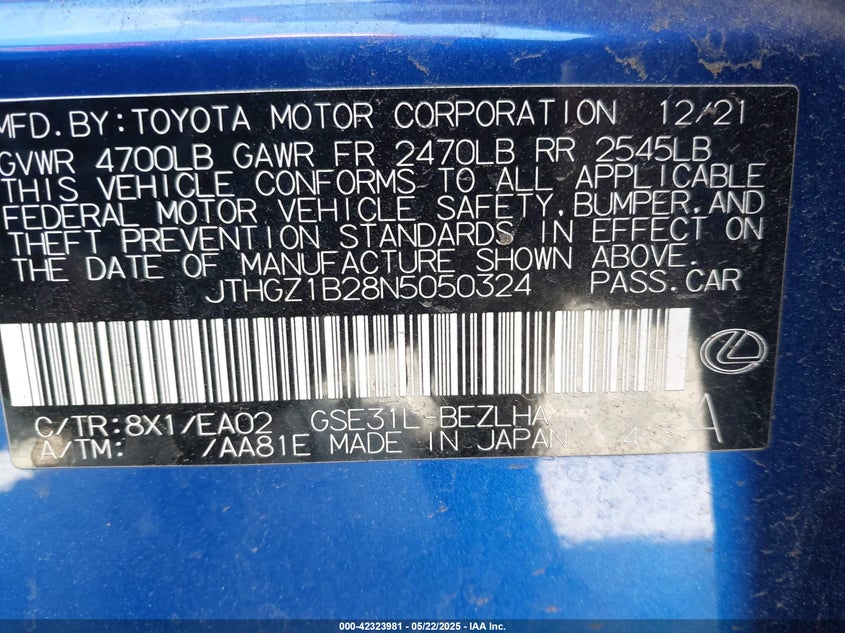 MFD.BY:TOYOTA MOTOR CORPORATION 12/21
GVWR 4700LB GAWR FR 2470LB RR 2545LB
THIS VEHICLE CONFORMS TO ALL APPLICABLE
FEDERAL MOTOR VEHICLE SAFETY,BUMPER,AND
THEFT PREVENTION STANDARDS IN EFFECT ON
THE DATE OF MANUFACTURE SHOWN ABOVE.
JTHGZ1B28N5050324 PASS.CAR
C/TR:8X1/EA02 GSE31L-BEZLHA A
A/TM: /AA81E MADE IN JAPAN
000-42323981 - 05/22/2025 - IAA Inc.